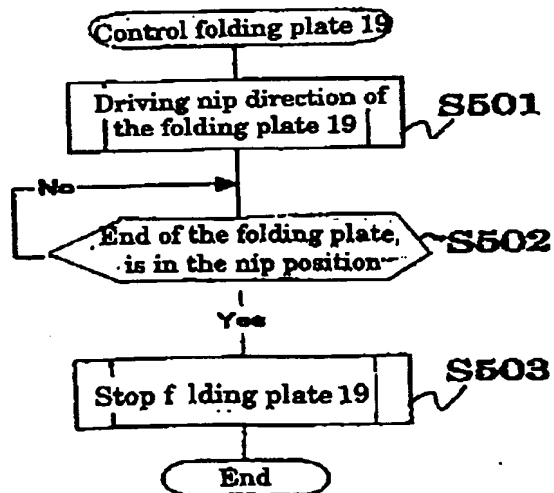 Control folding plate 19
Driving nip direction of
the folding plate 19
S501
No
End of the folding plate,
is in the nip position
S502
Yes
Stop f lding plate 19
S503
End